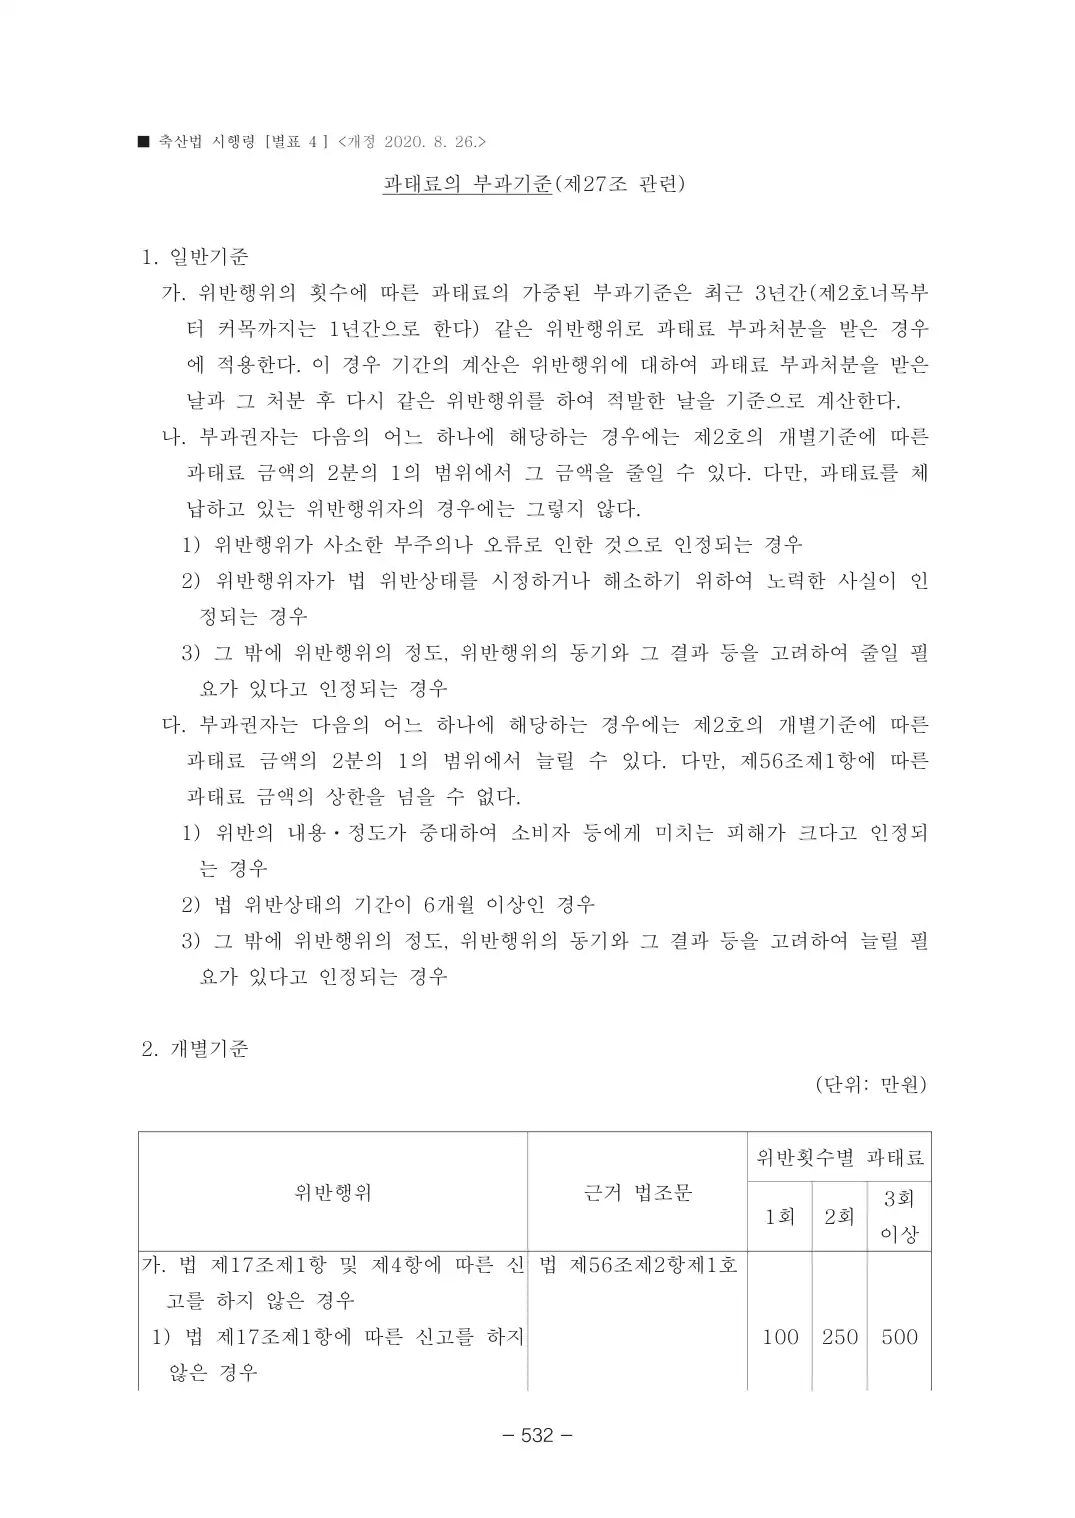 ■ 축산법 시행령 [별표 4 ] <개정 2020. 8. 26.>
과태료의 부과기준(제27조 관련)
1. 일반기준
가. 위반행위의 횟수에 따른 과태료의 가중된 부과기준은 최근 3년간(제2호너목부
터 커목까지는 1년간으로 한다) 같은 위반행위로 과태료 부과처분을 받은 경우
에 적용한다. 이 경우 기간의 계산은 위반행위에 대하여 과태료 부과처분을 받은
날과 그 처분 후 다시 같은 위반행위를 하여 적발한 날을 기준으로 계산한다.
나. 부과권자는 다음의 어느 하나에 해당하는 경우에는 제2호의 개별기준에 따른
과태료 금액의 2분의 1의 범위에서 그 금액을 줄일 수 있다. 다만, 과태료를 체
납하고 있는 위반행위자의 경우에는 그렇지 않다.
1) 위반행위가 사소한 부주의나 오류로 인한 것으로 인정되는 경우
2) 위반행위자가 법 위반상태를 시정하거나 해소하기 위하여 노력한 사실이 인
정되는 경우
3) 그 밖에 위반행위의 정도, 위반행위의 동기와 그 결과 등을 고려하여 줄일 필
요가 있다고 인정되는 경우
다. 부과권자는 다음의 어느 하나에 해당하는 경우에는 제2호의 개별기준에 따른
과태료 금액의 2분의 1의 범위에서 늘릴 수 있다. 다만, 제56조제1항에 따른
과태료 금액의 상한을 넘을 수 없다.
1) 위반의 내용·정도가 중대하여 소비자 등에게 미치는 피해가 크다고 인정되
는 경우
2) 법 위반상태의 기간이 6개월 이상인 경우
3) 그 밖에 위반행위의 정도, 위반행위의 동기와 그 결과 등을 고려하여 늘릴 필
요가 있다고 인정되는 경우
2. 개별기준
(단위: 만원)
위반행위 근거 법조문 위반횟수별 과태료
1회 2회 3회
이상
가. 법 제17조제1항 및 제4항에 따른 신 법 제56조제2항제1호
고를 하지 않은 경우
1) 법 제17조제1항에 따른 신고를 하지 100 250 500
않은 경우
- 532 -